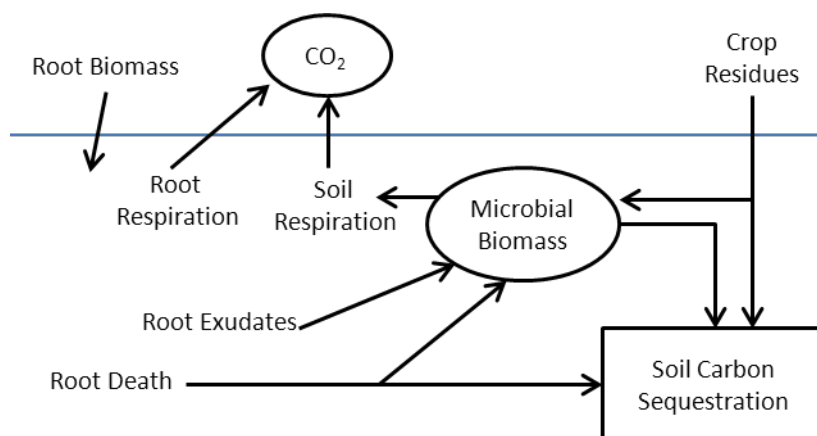 Root Biomass
CO₂
Crop
Residues
Root
Respiration
Soil
Respiration
Microbial
Biomass
Root Exudates
Root Death
Soil Carbon
Sequestration